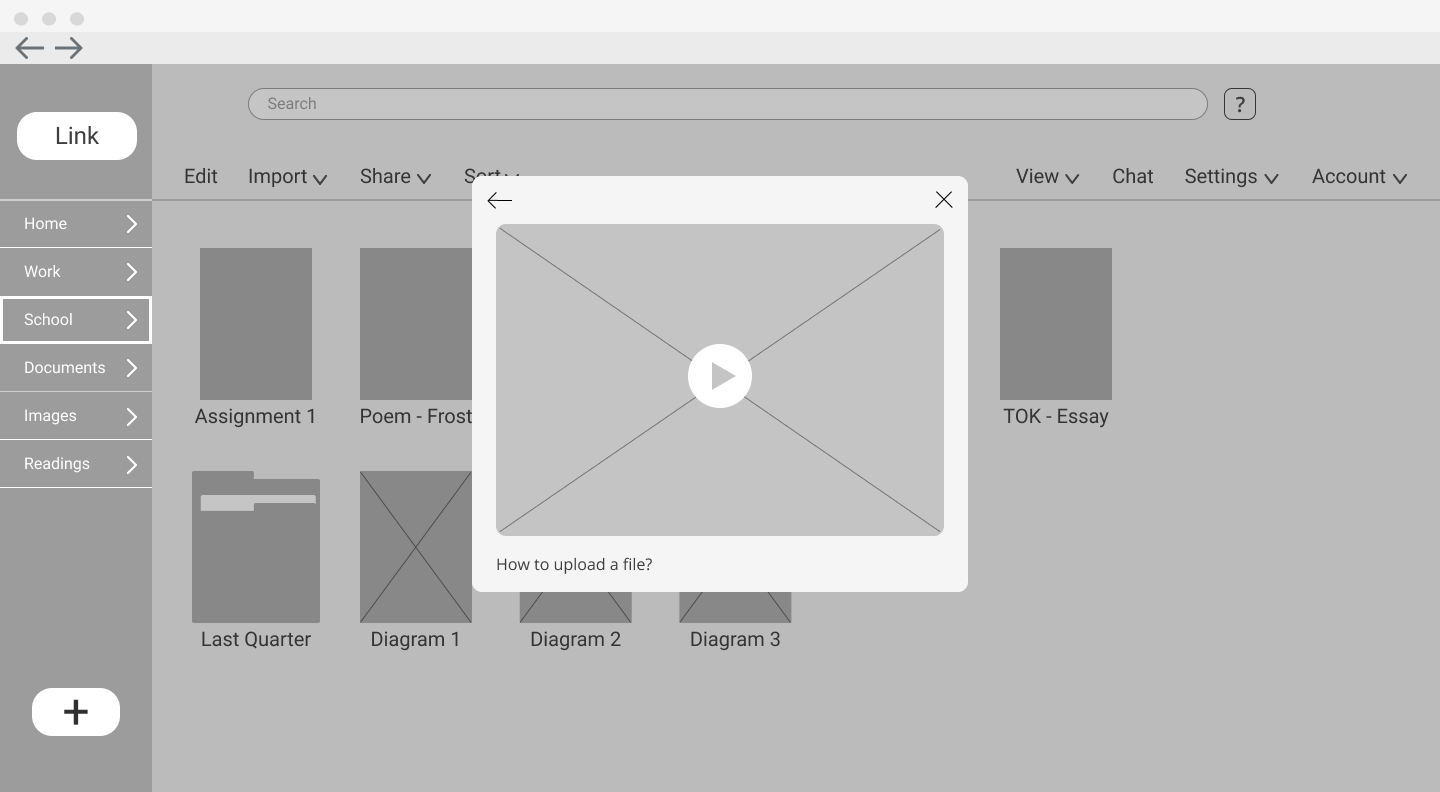 Search
?
Link
Edit
Import
Share
Sort
View
Chat
Settings
Account
Home
Work
School
Documents
Images
Readings
Assignment 1
Poem - Frost
TOK - Essay
How to upload a file?
Last Quarter
Diagram 1
Diagram 2
Diagram 3
+